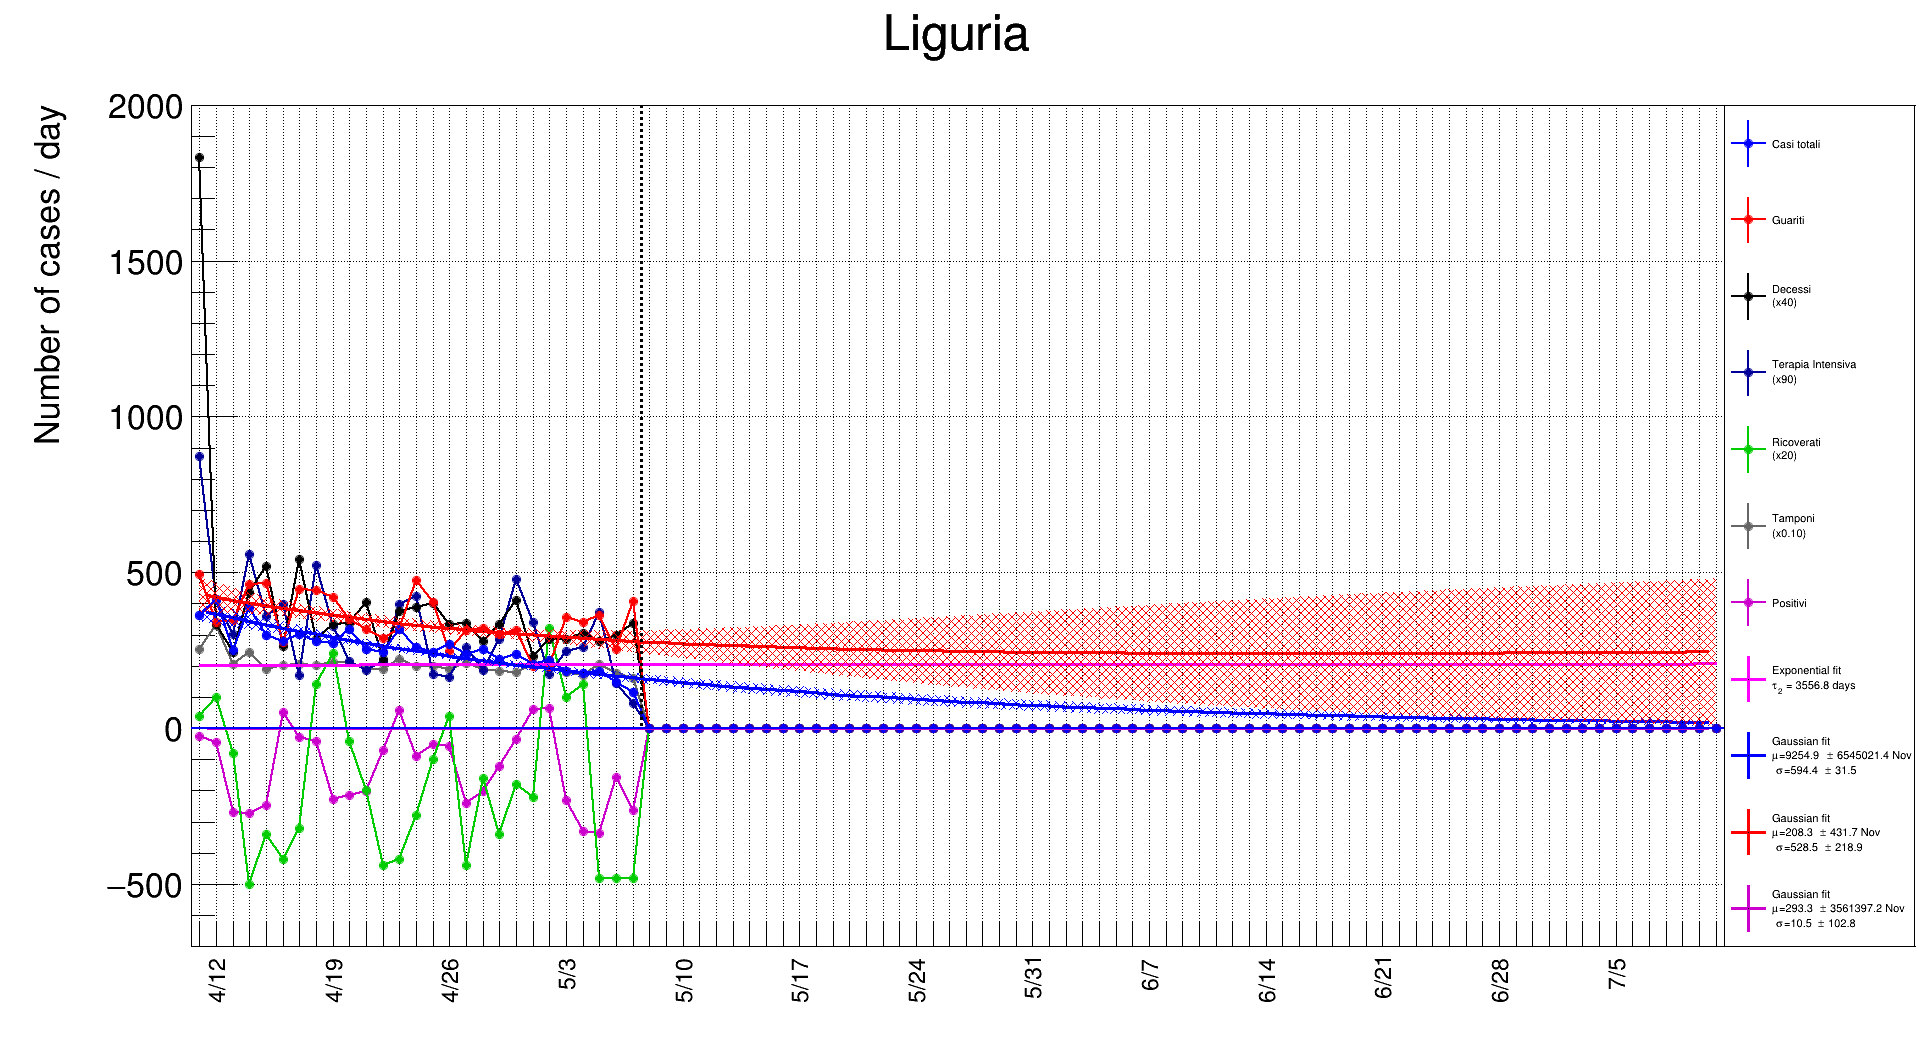 Liguria
Number of cases / day
2000
1500
1000
500
0
−500
4/12
4/19
4/26
5/3
5/10
5/17
5/24
5/31
6/7
6/14
6/21
6/28
7/5
Casi totali
Guariti
Decessi
(x40)
Terapia Intensiva
(x90)
Ricoverati
(x20)
Tamponi
(x0.10)
Positivi
Exponential fit
τ2 = 3556.8 days
Gaussian fit
μ=9254.9 ± 6545021.4 Nov
σ=594.4 ± 31.5
Gaussian fit
μ=208.3 ± 431.7 Nov
σ=528.5 ± 218.9
Gaussian fit
μ=293.3 ± 3561397.2 Nov
σ=10.5 ± 102.8